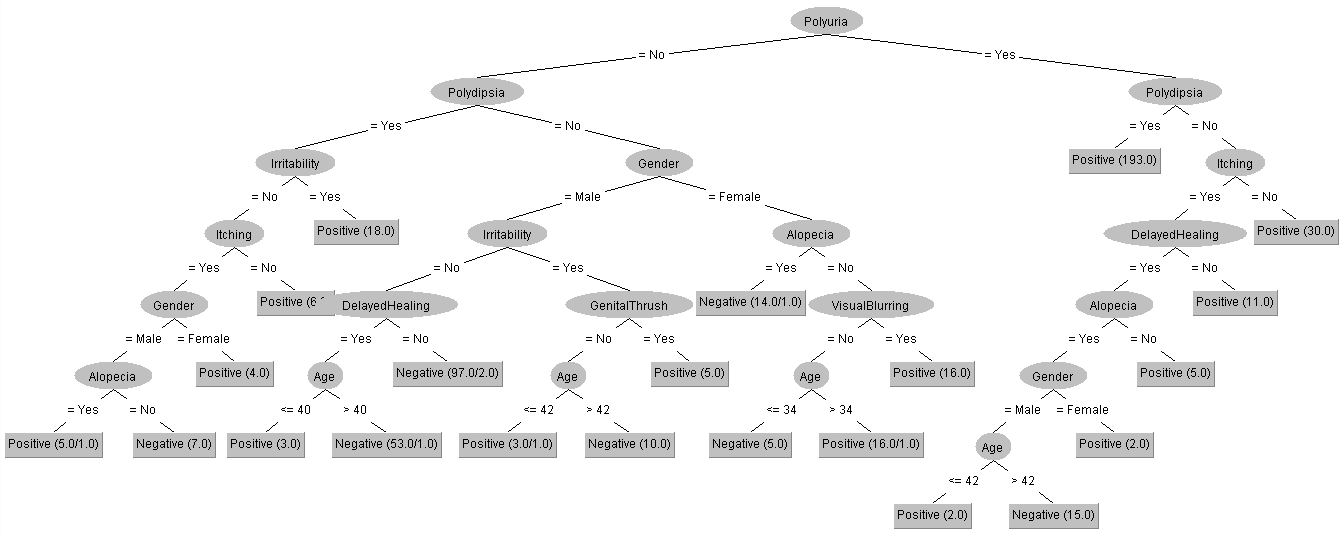 Polyuria
= No = Yes
Polydipsia Polydipsia
= Yes = No = Yes = No
Irritability Gender Positive (193.0) Itching
= No = Yes = Male = Female = Yes = No
Itching Positive (18.0) Irritability Alopecia DelayedHealing Positive (30.0)
= Yes = No = No = Yes = Yes = No = Yes = No
Gender Positive (6. DelayedHealing GenitalThrush Negative (14.0/1.0) VisualBlurring Alopecia Positive (11.0)
= Male = Female = Yes = No = No = Yes = No = Yes = Yes = No
Alopecia Positive (4.0) Age Negative (97.0/2.0) Age Positive (5.0) Age Positive (16.0) Gender Positive (5.0)
= Yes = No <= 40 > 40 <= 42 > 42 <= 34 > 34 = Male = Female
Positive (5.0/1.0) Negative (7.0) Positive (3.0) Negative (53.0/1.0) Positive (3.0/1.0) Negative (10.0) Negative (5.0) Positive (16.0/1.0) Age Positive (2.0)
<= 42 > 42
Positive (2.0) Negative (15.0)